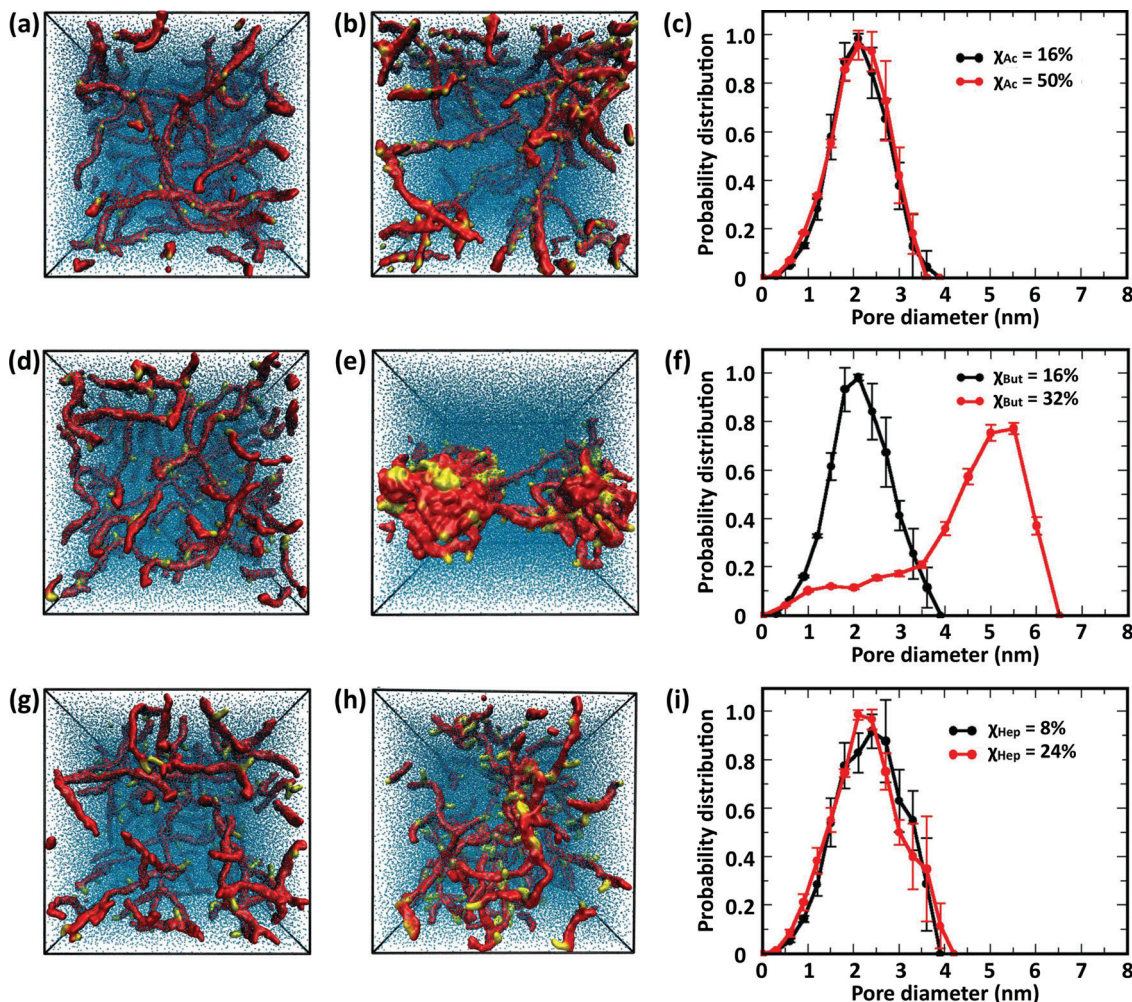 (a)
(b)
(c)
Probability distribution
1.0
0.8
0.6
0.4
0.2
0
0 1 2 3 4 5 6 7 8
Pore diameter (nm)
χAc = 16%
χAc = 50%
(d)
(e)
(f)
Probability distribution
1.0
0.8
0.6
0.4
0.2
0
0 1 2 3 4 5 6 7 8
Pore diameter (nm)
χBut = 16%
χBut = 32%
(g)
(h)
(i)
Probability distribution
1.0
0.8
0.6
0.4
0.2
0
0 1 2 3 4 5 6 7 8
Pore diameter (nm)
χHep = 8%
χHep = 24%